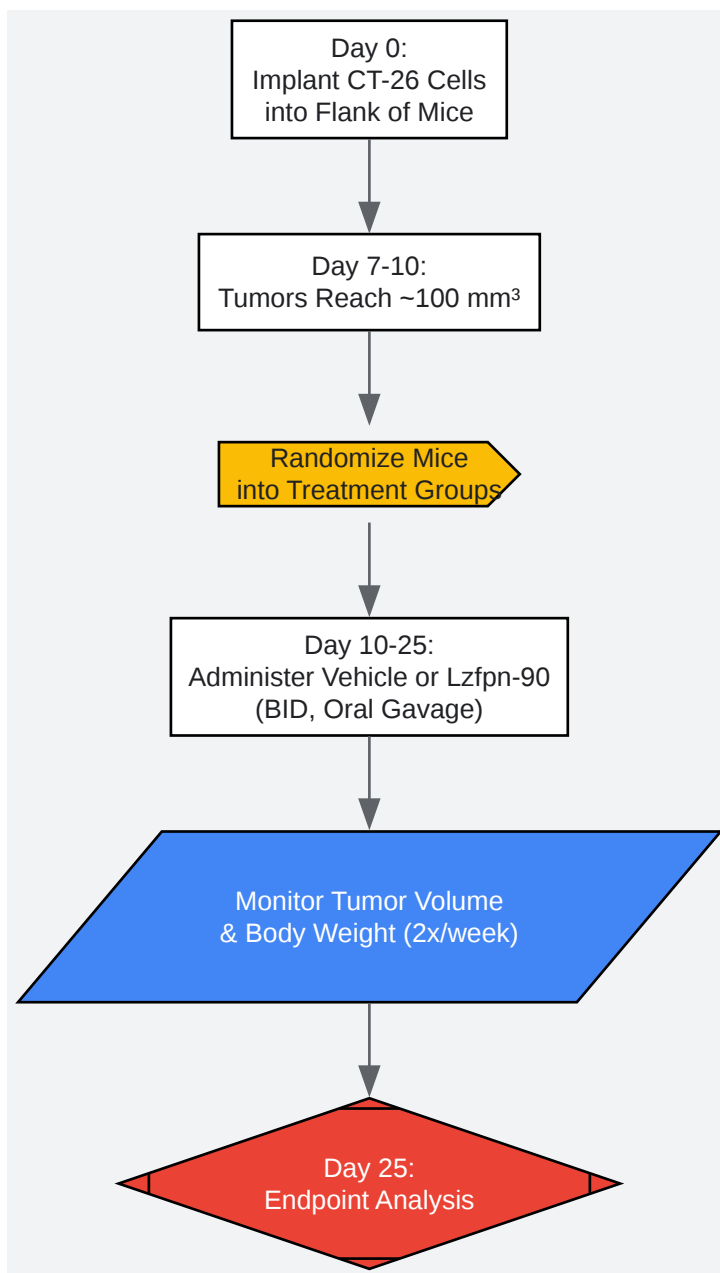 Day 0:
Implant CT-26 Cells
into Flank of Mice
Day 7-10:
Tumors Reach ~100 mm³
Randomize Mice
into Treatment Groups
Day 10-25:
Administer Vehicle or Lzfpn-90
(BID, Oral Gavage)
Monitor Tumor Volume
& Body Weight (2x/week)
Day 25:
Endpoint Analysis